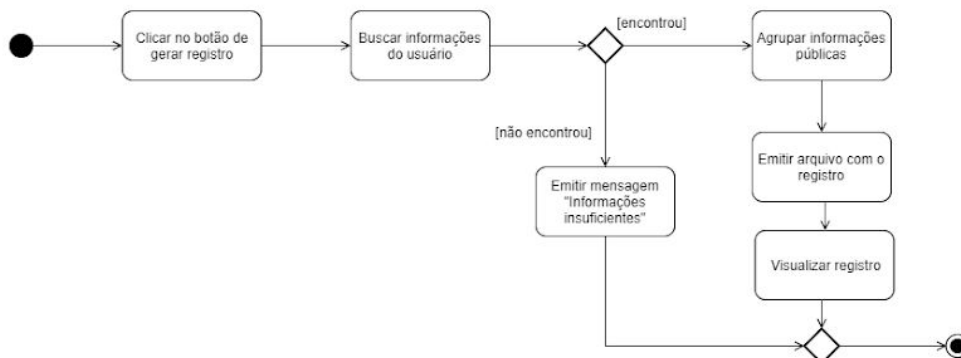 Clicar no botão de
gerar registro
Buscar informações
do usuário
[encontrou]
Agrupar informações
públicas
[não encontrou]
Emitir mensagem
"Informações
insuficientes"
Emitir arquivo com o
registro
Visualizar registro